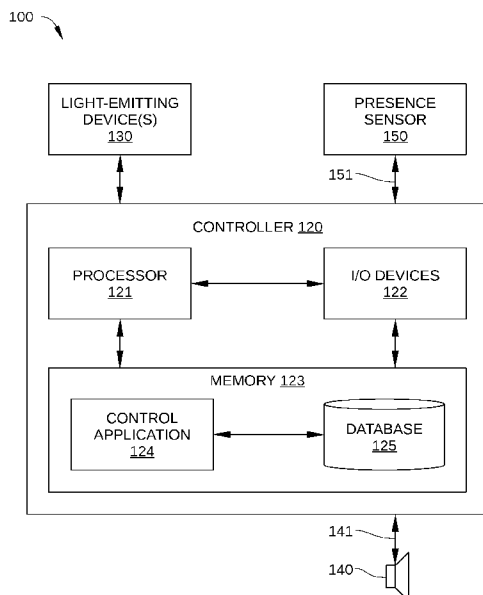 100
LIGHT-EMITTING
DEVICE(S)
130
PRESENCE
SENSOR
150
151
CONTROLLER 120
PROCESSOR
121
I/O DEVICES
122
MEMORY 123
CONTROL
APPLICATION
124
DATABASE
125
141
140